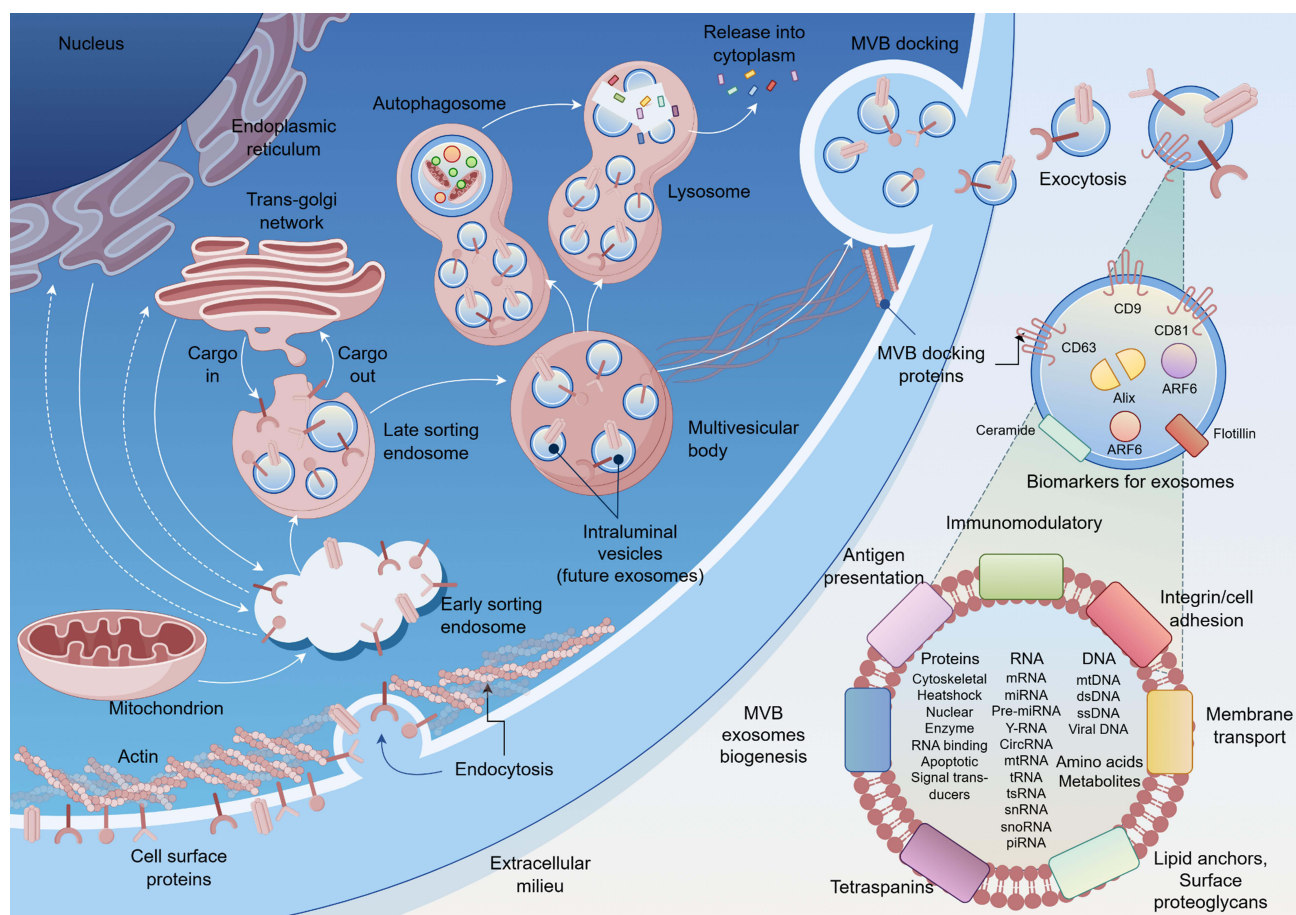 Nucleus
Release into
cytoplasm
MVB docking
Autophagosome
Endoplasmic
reticulum
Lysosome
Exocytosis
Trans-golgi
network
CD9
CD81
CD63
ARF6
Alix
ARF6
Cargo
in
Cargo
out
MVB docking
proteins
Ceramide
Flotillin
Late sorting
endosome
Multivesicular
body
Biomarkers for exosomes
Intraluminal
vesicles
(future exosomes)
Immunomodulatory
Antigen
presentation
Integrin/cell
adhesion
Early sorting
endosome
Mitochondrion
Actin
Endocytosis
MVB
exosomes
biogenesis
Proteins
Cytoskeletal
Heatshock
Nuclear
Enzyme
RNA binding
Apoptotic
Signal trans-
ducers
RNA
mRNA
miRNA
Pre-miRNA
Y-RNA
CircRNA
mtRNA
tRNA
tsRNA
snRNA
snoRNA
piRNA
DNA
mtDNA
dsDNA
ssDNA
Viral DNA
Amino acids
Metabolites
Membrane
transport
Cell surface
proteins
Extracellular
milieu
Tetraspanins
Lipid anchors,
Surface
proteoglycans